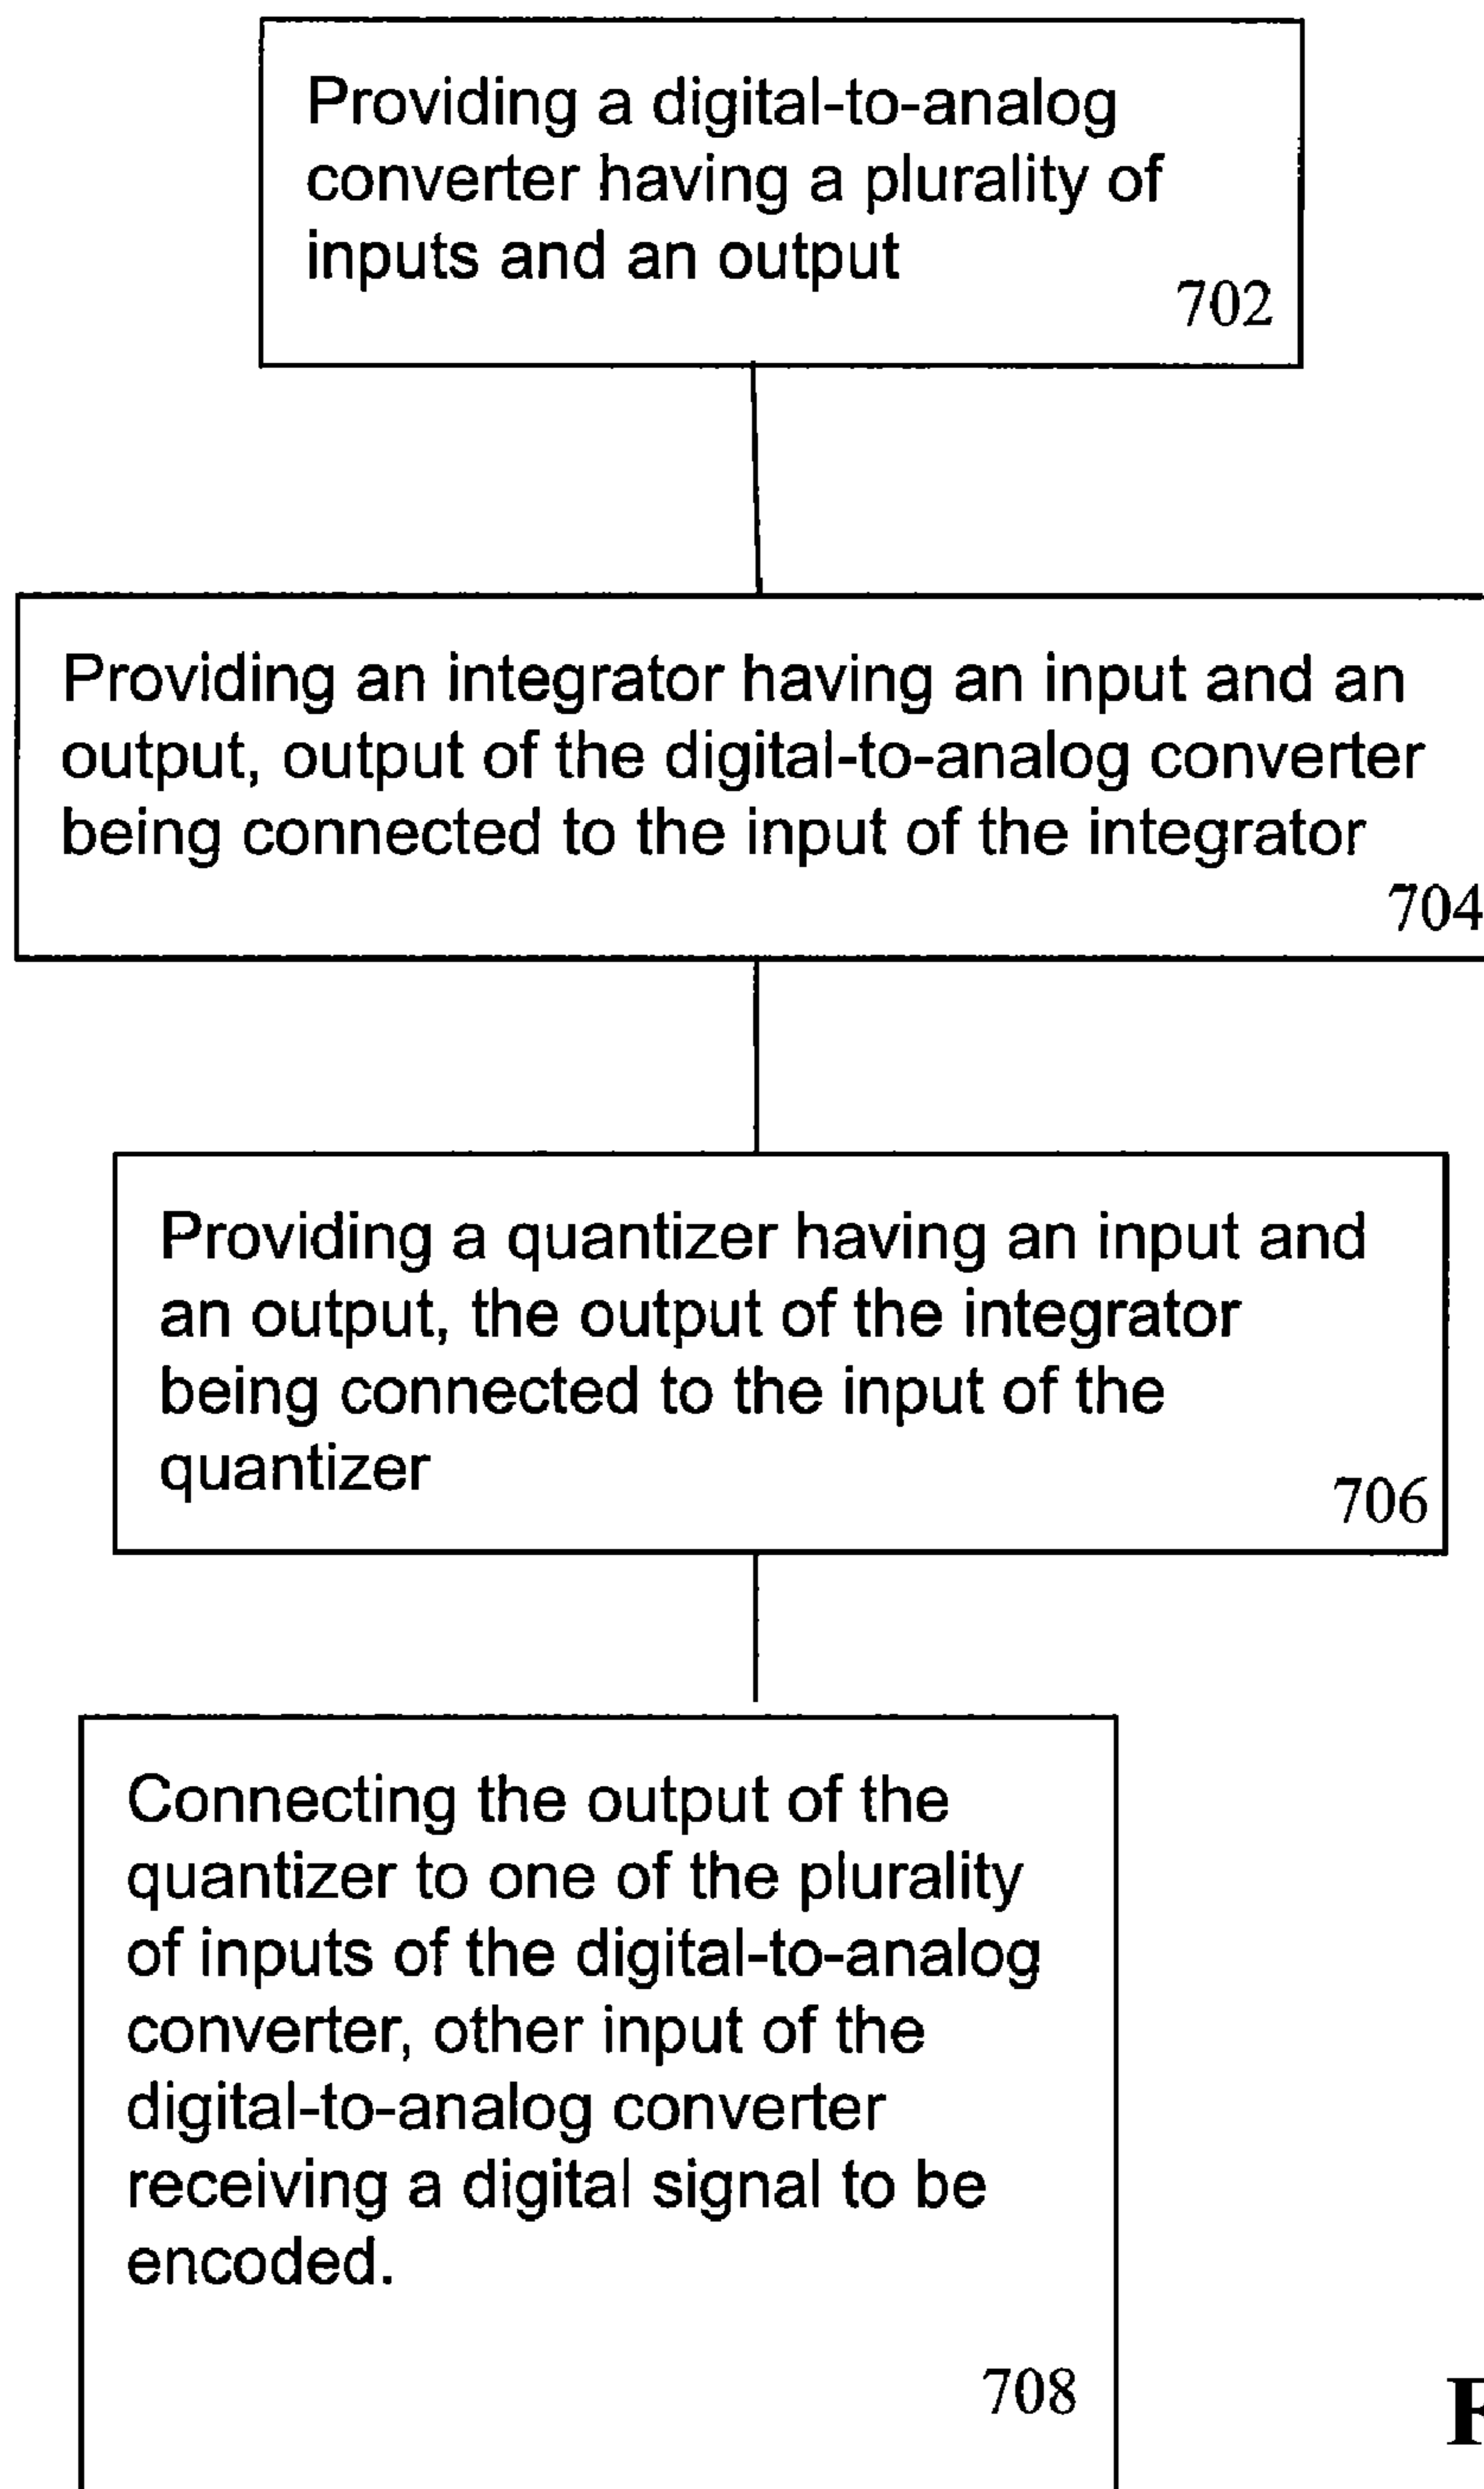 Providing a digital-to-analog
converter having a plurality of
inputs and an output
702
Providing an integrator having an input and an
output, output of the digital-to-analog converter
being connected to the input of the integrator
704
Providing a quantizer having an input and
an output, the output of the integrator
being connected to the input of the
quantizer
706
Connecting the output of the
quantizer to one of the plurality
of inputs of the digital-to-analog
converter, other input of the
digital-to-analog converter
receiving a digital signal to be
encoded.
708